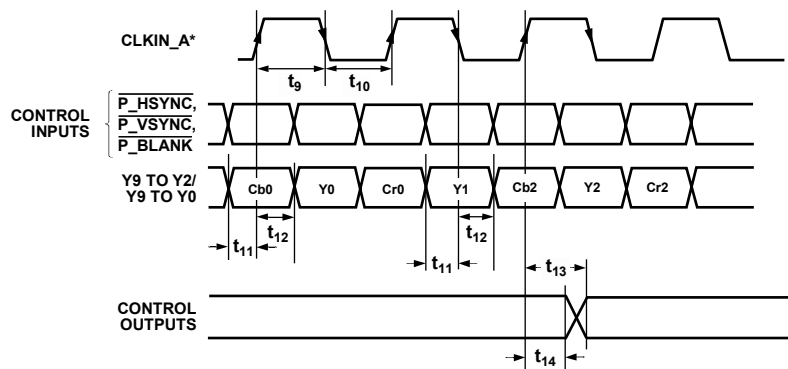 CLKIN_A*
t9
t10
CONTROL INPUTS
P_HSYNC,
P_VSYNC,
P_BLANK
Y9 TO Y2/
Y9 TO Y0
Cb0 Y0 Cr0 Y1 Cb2 Y2 Cr2
t11
t12
t11
t12
t13
CONTROL
OUTPUTS
t14